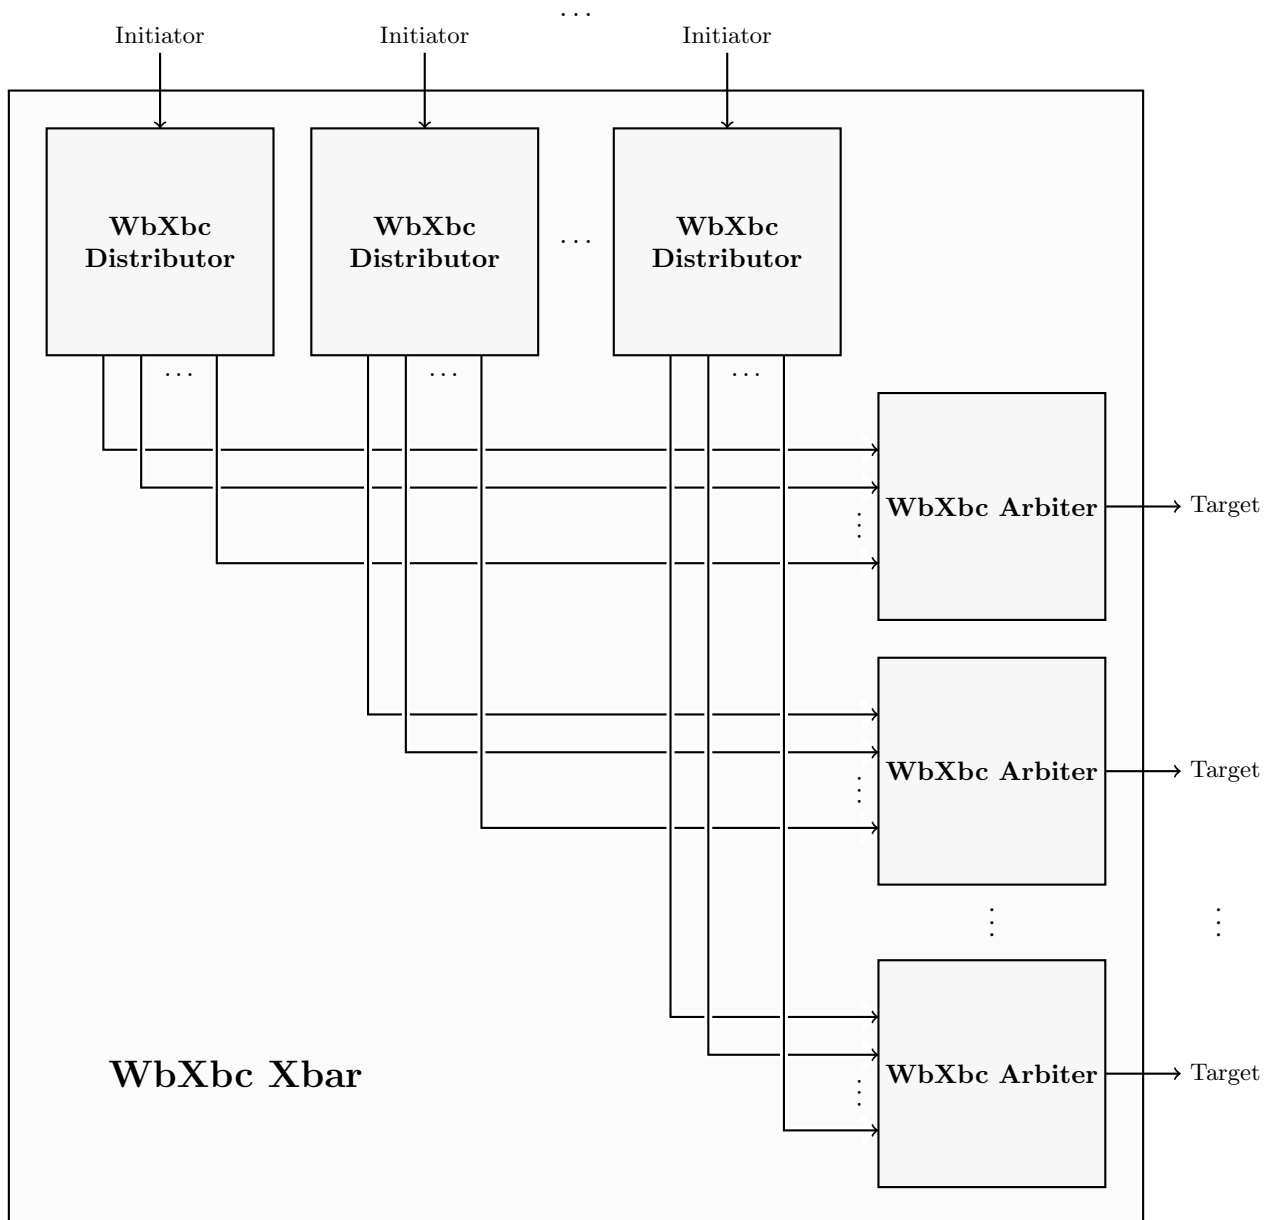 ...
Initiator Initiator Initiator
WbXbc WbXbc WbXbc
Distributor Distributor ... Distributor
... ... ...
WbXbc Arbiter Target
⋮
WbXbc Arbiter Target
⋮
⋮ ⋮
WbXbc Xbar WbXbc Arbiter Target
⋮